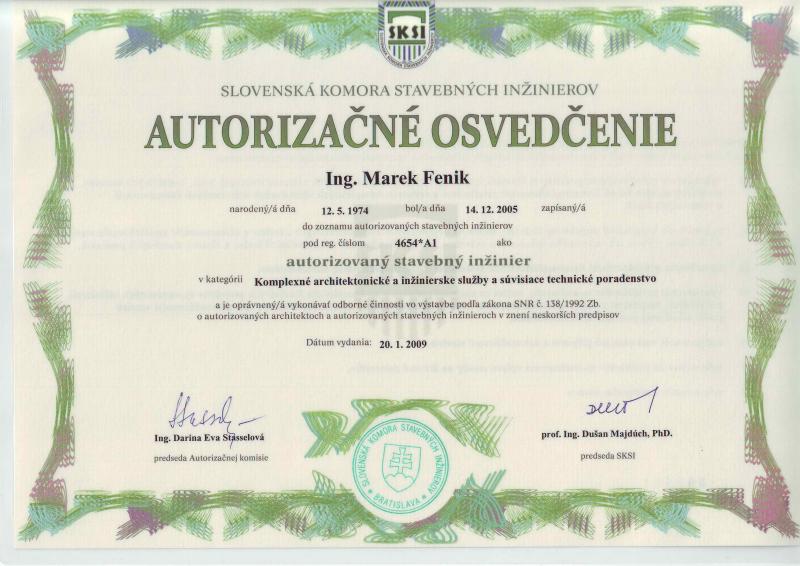 SKSI
SLOVENSKÁ KOMORA STAVEBNÝCH INŽINIEROV
AUTORIZAČNÉ OSVEDČENIE
Ing. Marek Fenik
narodený/á dňa 12. 5. 1974 bol/a dňa 14. 12. 2005 zapísaný/á
do zoznamu autorizovaných stavebných inžinierov
pod reg. číslom 4654*A1 ako
autorizovaný stavebný inžinier
v kategórii Komplexné architektonické a inžinierske služby a súvisiace technické poradenstvo
a je oprávnený/á vykonávať odborné činnosti vo výstavbe podľa zákona SNR č. 138/1992 Zb.
o autorizovaných architektoch a autorizovaných stavebných inžinieroch v znení neskorších predpisov
Dátum vydania: 20. 1. 2009
Ing. Darina Eva Stásselová
predseda Autorizačnej komisie
prof. Ing. Dušan Majdúch, PhD.
predseda SKSI
SLOVENSKÁ KOMORA STAVEBNÝCH INŽINIEROV
* BRATISLAVA *